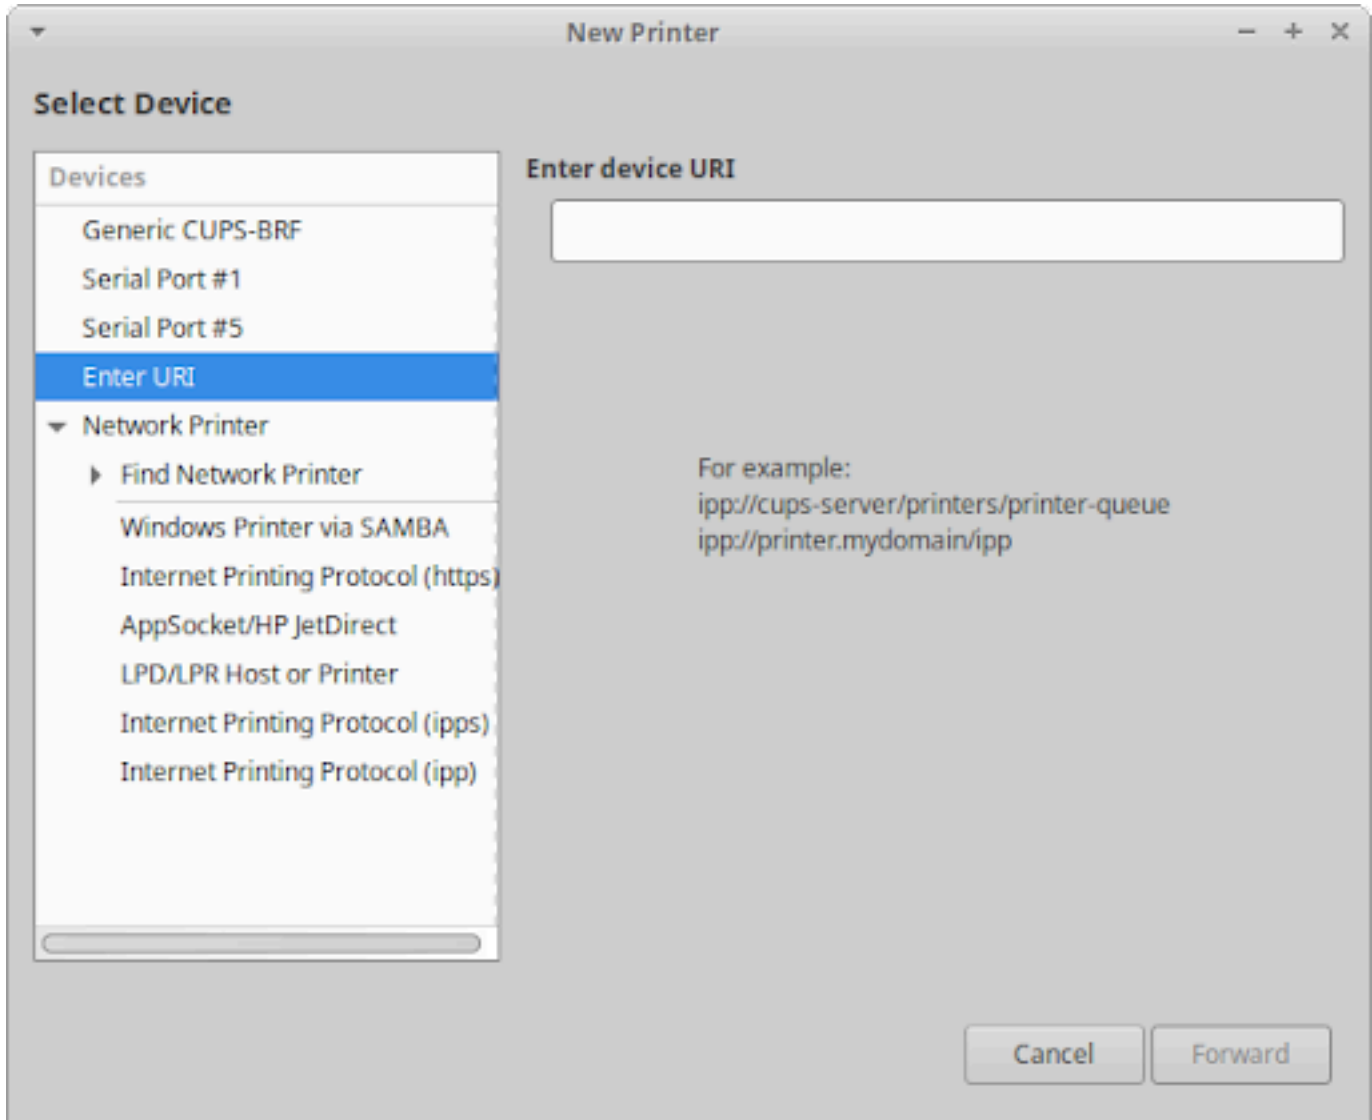 New Printer
Select Device
Devices
Generic CUPS-BRF
Serial Port #1
Serial Port #5
Enter URI
Network Printer
Find Network Printer
Windows Printer via SAMBA
Internet Printing Protocol (https)
AppSocket/HP JetDirect
LPD/LPR Host or Printer
Internet Printing Protocol (ipps)
Internet Printing Protocol (ipp)
Enter device URI
For example:
ipp://cups-server/printers/printer-queue
ipp://printer.mydomain/ipp
Cancel
Forward